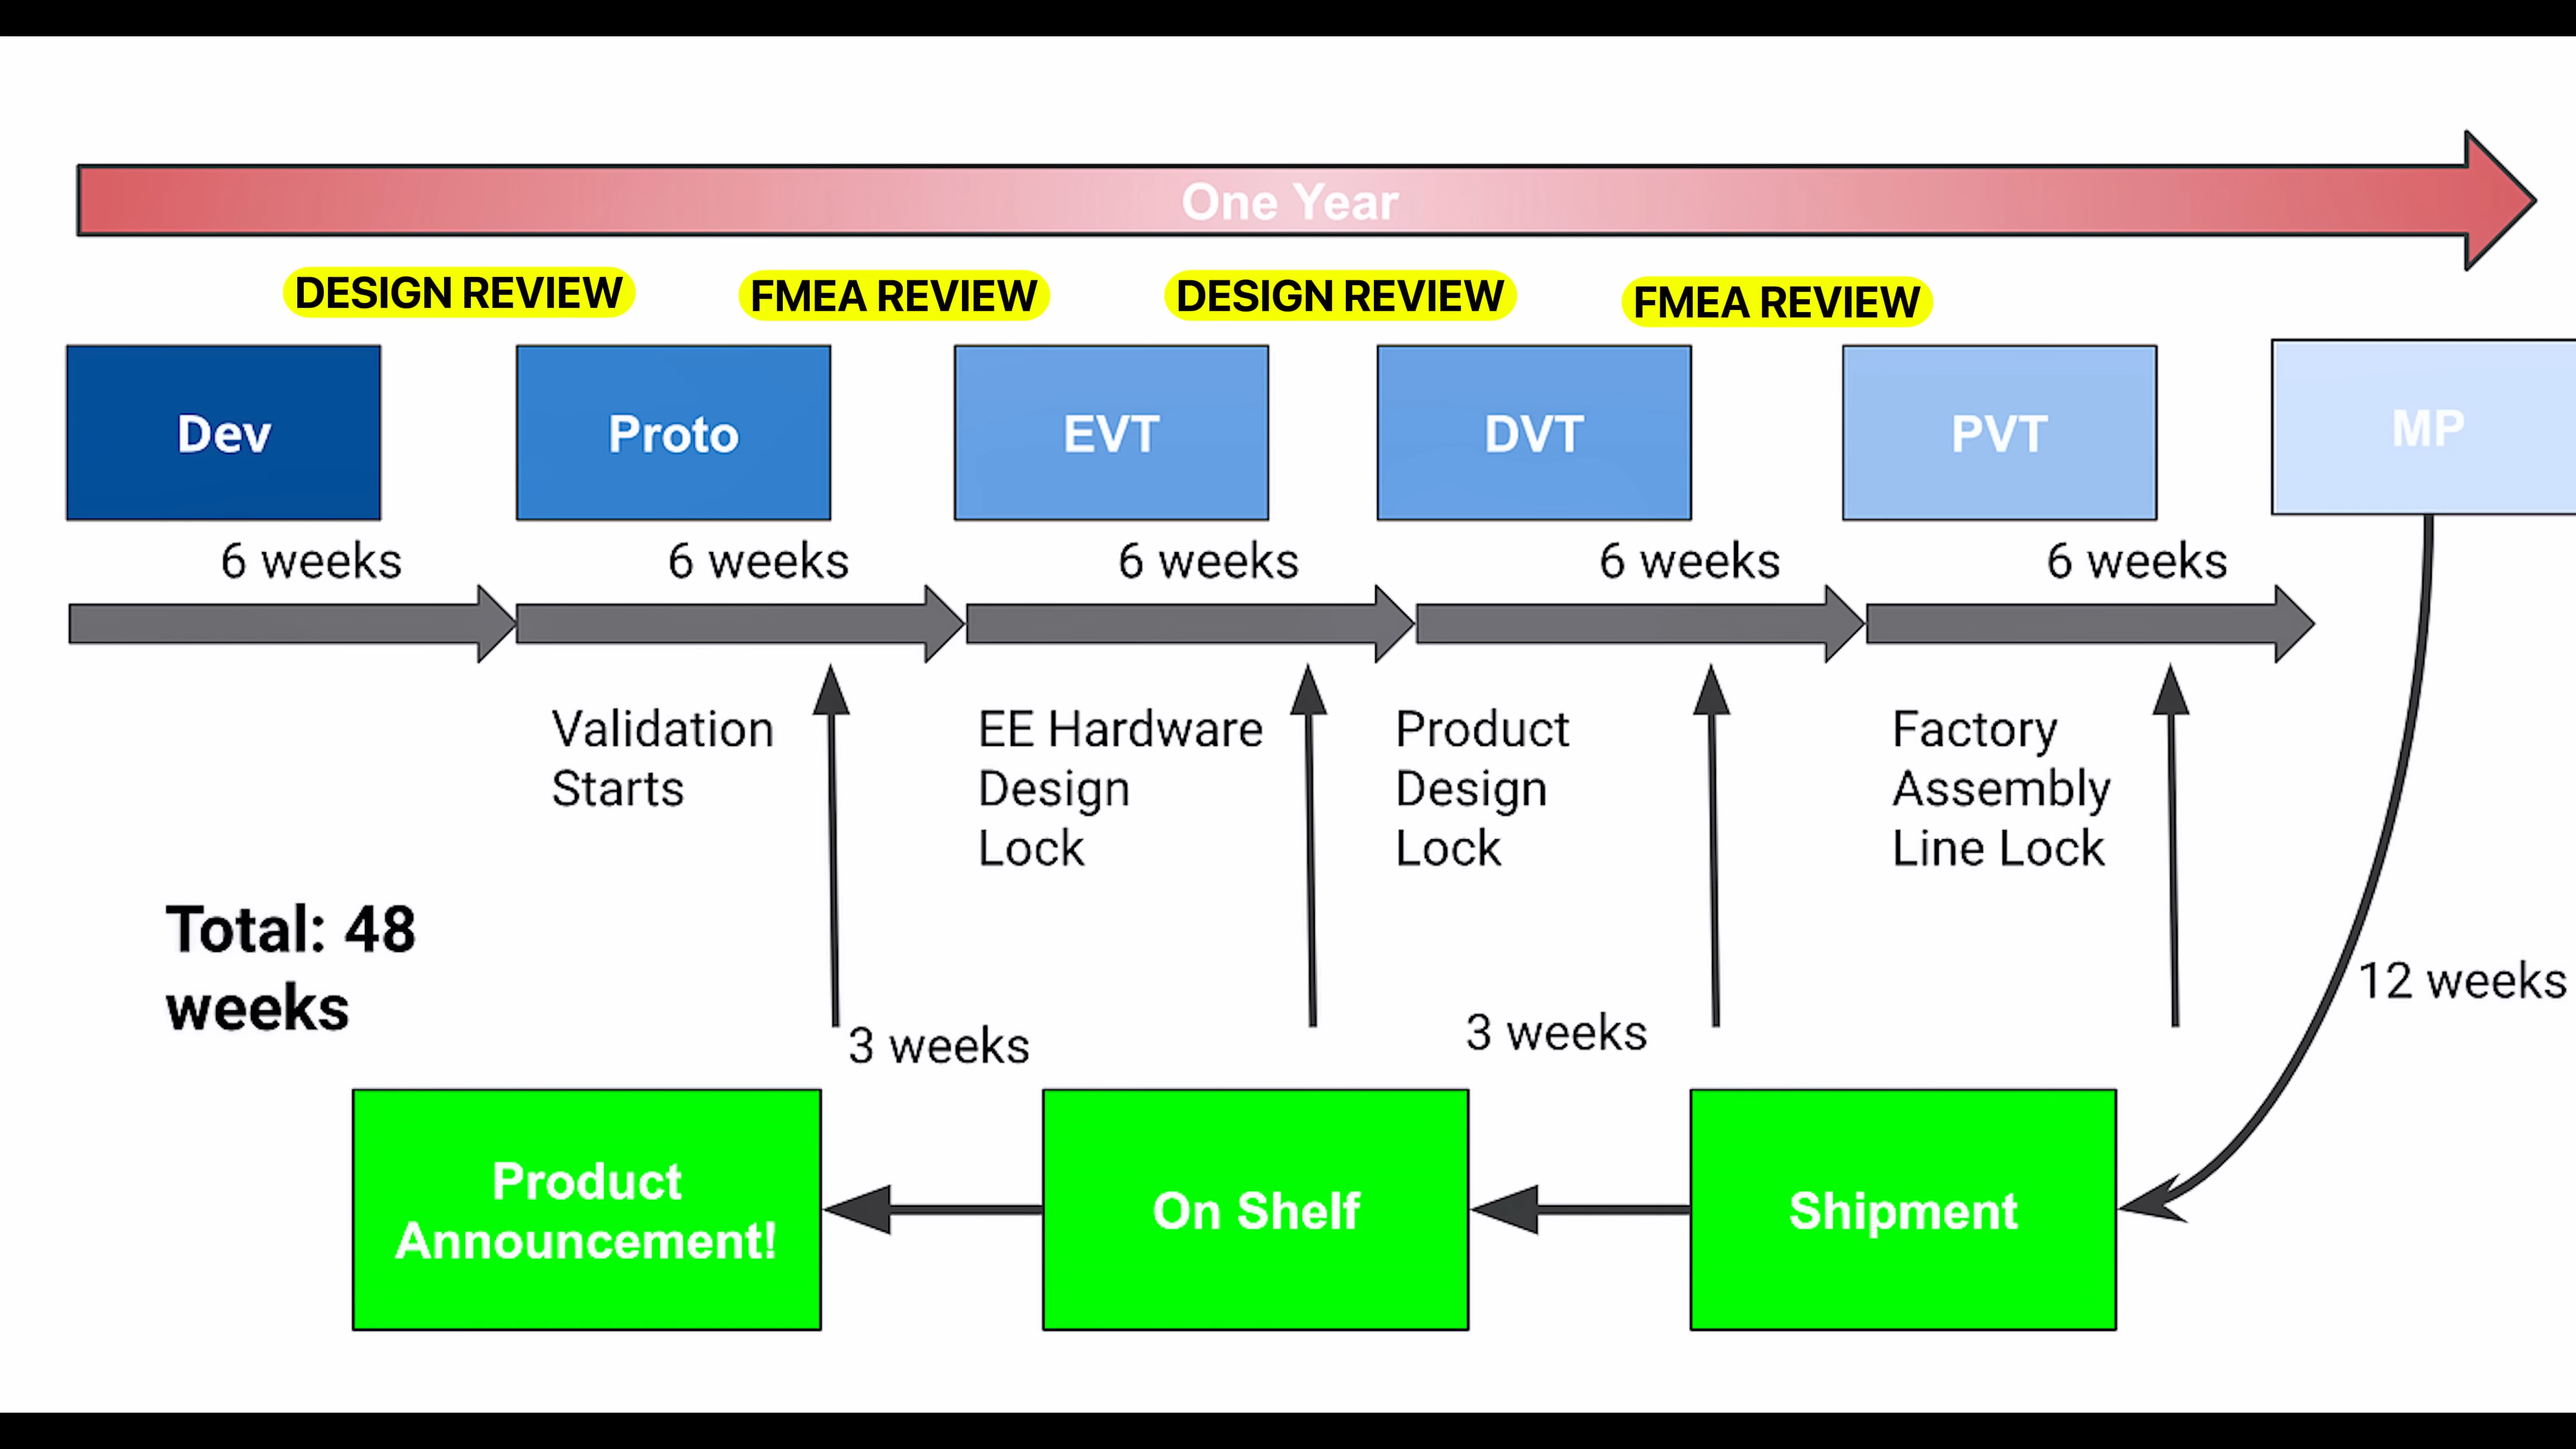 One Year
DESIGN REVIEW
FMEA REVIEW
DESIGN REVIEW
FMEA REVIEW
Dev
Proto
EVT
DVT
PVT
MP
6 weeks
6 weeks
6 weeks
6 weeks
6 weeks
Validation
Starts
EE Hardware
Design
Lock
Product
Design
Lock
Factory
Assembly
Line Lock
Total: 48
weeks
3 weeks
3 weeks
12 weeks
Product
Announcement!
On Shelf
Shipment